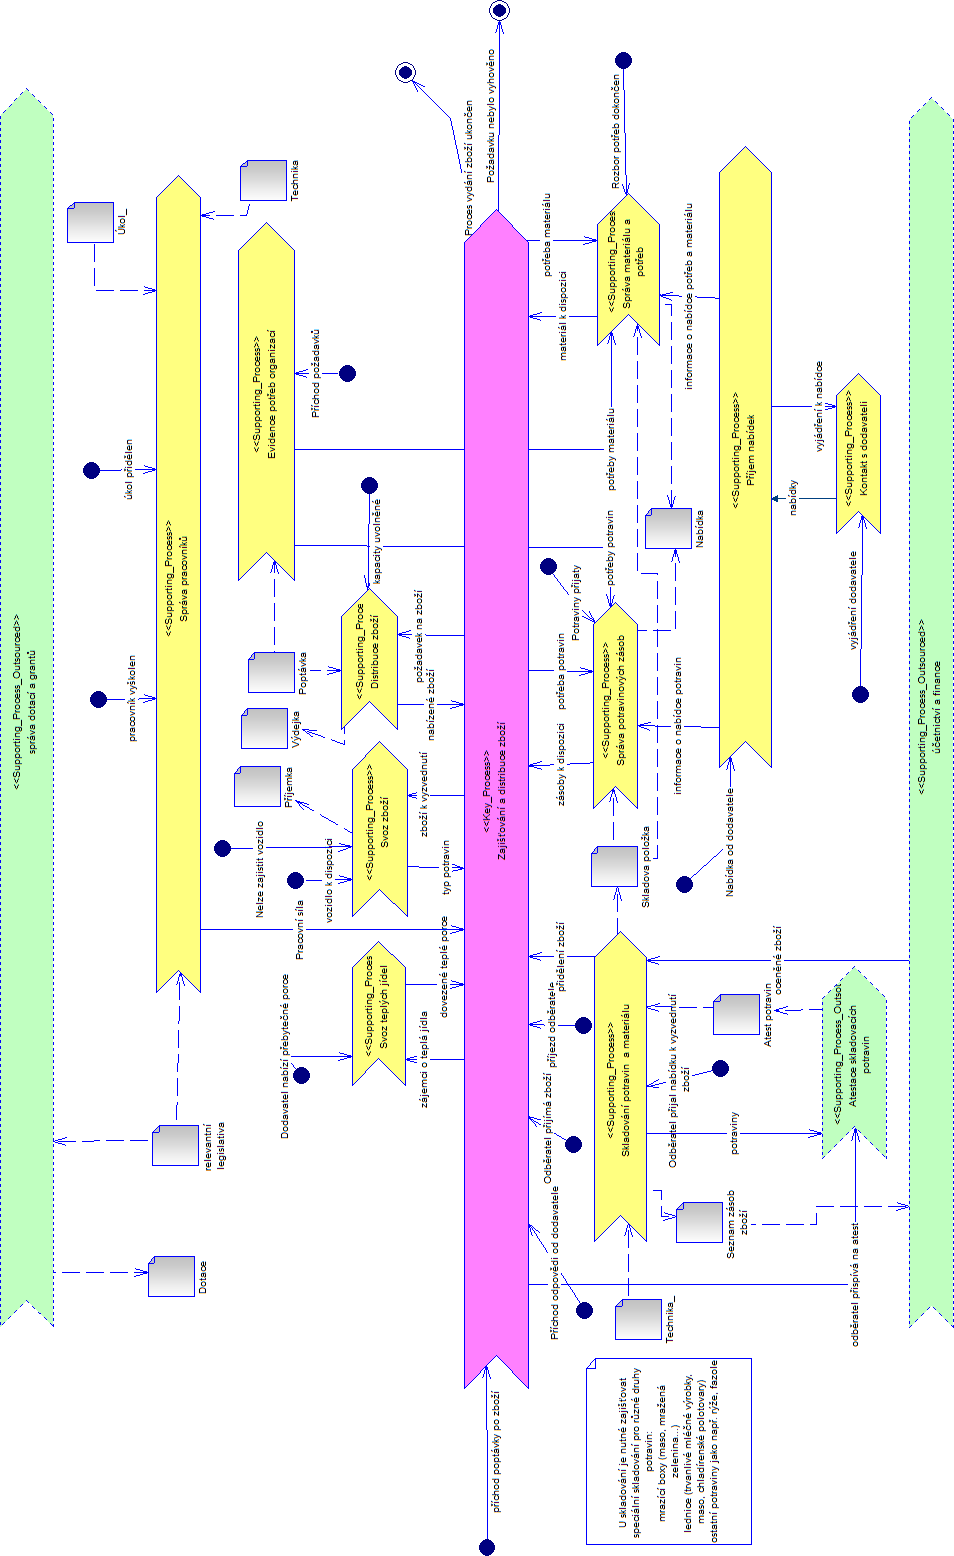 <<Supporting_Process_Outsourced>>
správa dotací a grantů
Úkol_
Technika
úkol přidělen
pracovník vyškolen
<<Supporting_Process>>
Správa pracovníků
relevantní
legislativa
Dotace
<<Supporting_Process>>
Evidence potřeb organizací
Příchod požadavků
kapacity uvolněné
Poptávka
Výdejka
Příjemka
<<Supporting_Proce
Distribuce zboží
požadavek na zboží
nabízené zboží
<<Supporting_Process>>
Svoz zboží
zboží k vyzvednutí
typ potravin
Nelze zajistit vozidlo
vozidlo k dispozici
Pracovní síla
<<Supporting_Proces
Svoz teplých jídel
dovezené teplé porce
zájemci o teplá jídla
Dodavatel nabízí přebytečné porce
Proces vydání zboží ukončen
Požadavku nebylo vyhověno
<<Key_Process>>
Zajišťování a distribuce zboží
příchod poptávky po zboží
Rozbor potřeb dokončen
potřeba materiálu
materiál k dispozici
<<Supporting_Proces
Správa materiálu a
potřeb
informace o nabídce potřeb a materiálu
potřeby materiálu
potřeby potravin
Nabídka
Potraviny přijaty
potřeba potravin
zásoby k dispozici
<<Supporting_Process>>
Správa potravinových zásob
informace o nabídce potravin
Skladova položka
<<Supporting_Process>>
Příjem nabídek
vyjádření k nabídce
nabídky
<<Supporting_Process>>
Kontakt s dodavateli
vyjádření dodavatele
Nabídka od dodavatele
přidělení zboží
příjezd odběratele
Odběratel přijímá zboží
Příchod odpovědi od dodavatele
<<Supporting_Process>>
Skladování potravin a materiálu
oceněné zboží
Atest potravin
Odběratel přijal nabídku k vyzvednutí
zboží
potraviny
<<Supporting_Process_Outsou
Atestace skladovacích
potravin
Seznam zásob
zboží
odběratel přispívá na atest
Technika_
<<Supporting_Process_Outsourced>>
účetnictví a finance
U skladování je nutné zajišťovat
speciální skladování pro různé druhy
potravin:
mrazící boxy (maso, mražená
zelenina...)
lednice (trvanlivé mléčné výrobky,
maso, chladírenské polotovary)
ostatní potraviny jako např. rýže, fazole